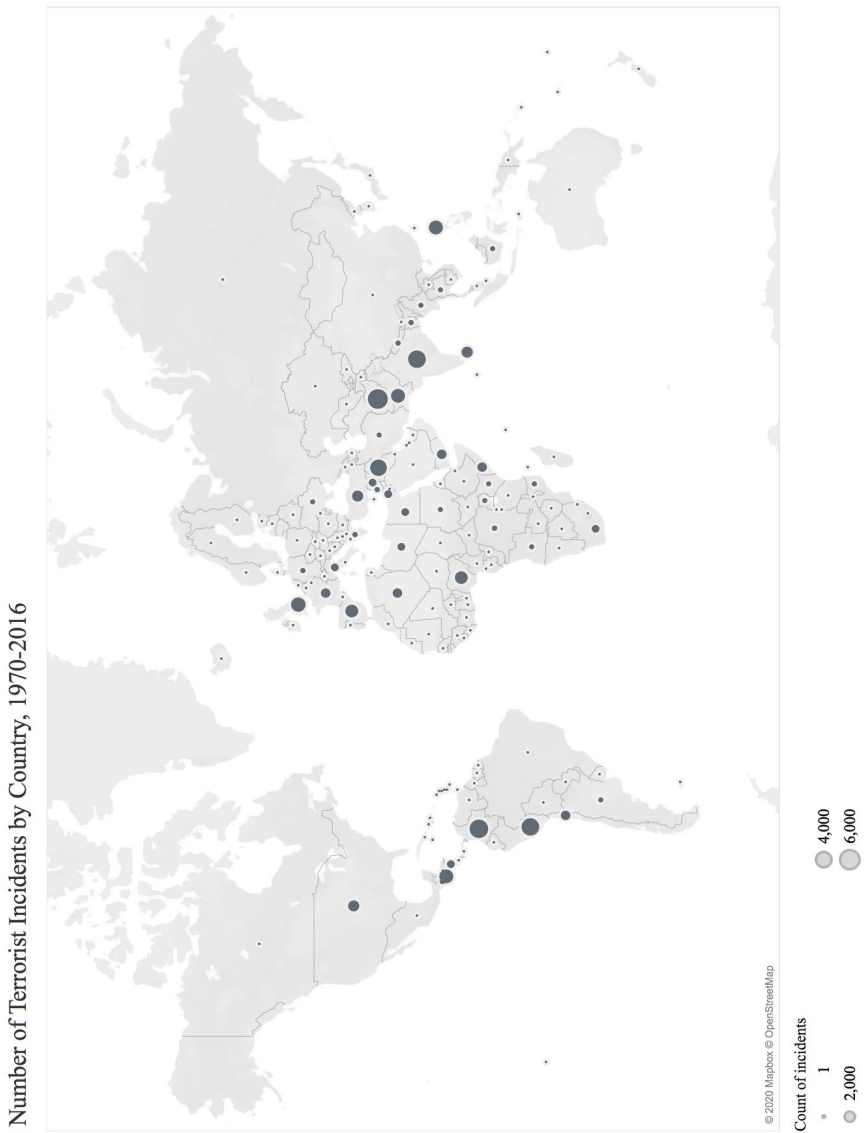 Number of Terrorist Incidents by Country, 1970-2016
© 2020 Mapbox © OpenStreetMap
Count of incidents
1
4,000
2,000
6,000